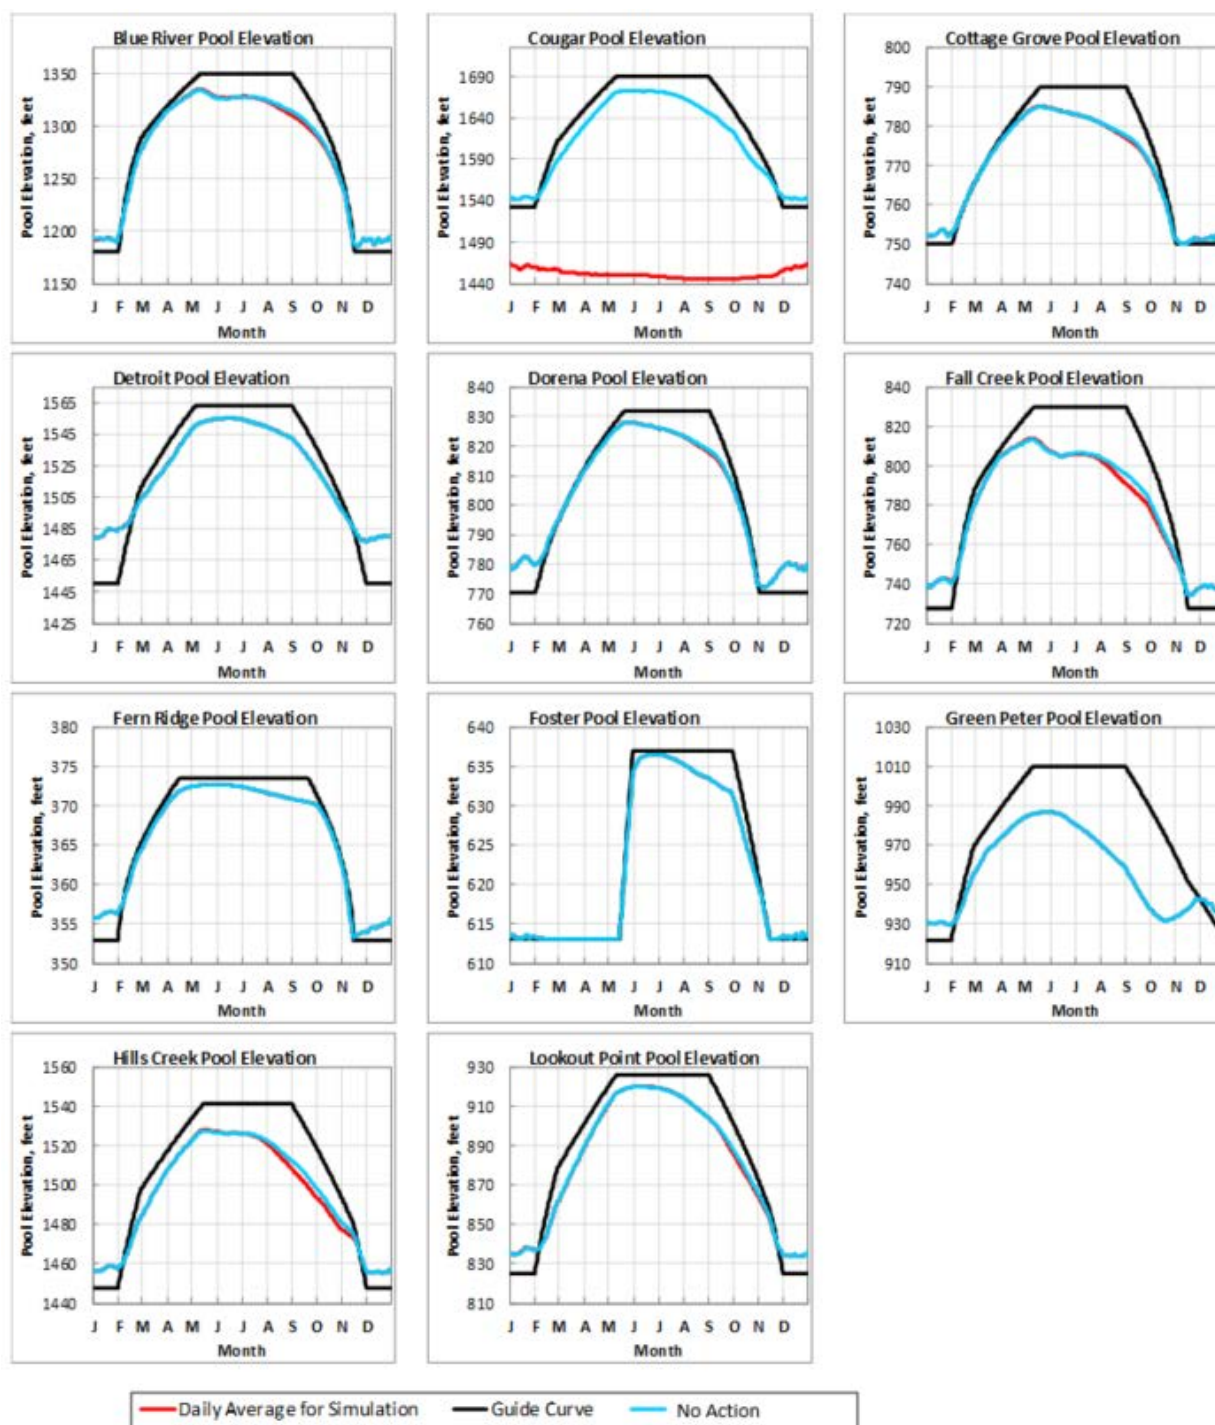 Blue River Pool Elevation
Pool Elevation, feet
1350
1300
1250
1200
1150
J F M A M J J A S O N D
Month
Cougar Pool Elevation
Pool Elevation, feet
1690
1640
1590
1540
1490
1440
J F M A M J J A S O N D
Month
Cottage Grove Pool Elevation
Pool Elevation, feet
800
790
780
770
760
750
740
J F M A M J J A S O N D
Month
Detroit Pool Elevation
Pool Elevation, feet
1565
1545
1525
1505
1485
1465
1445
1425
J F M A M J J A S O N D
Month
Dorena Pool Elevation
Pool Elevation, feet
840
830
820
810
800
790
780
770
760
J F M A M J J A S O N D
Month
Fall Creek Pool Elevation
Pool Elevation, feet
840
820
800
780
760
740
720
J F M A M J J A S O N D
Month
Fern Ridge Pool Elevation
Pool Elevation, feet
380
375
370
365
360
355
350
J F M A M J J A S O N D
Month
Foster Pool Elevation
Pool Elevation, feet
640
635
630
625
620
615
610
J F M A M J J A S O N D
Month
Green Peter Pool Elevation
Pool Elevation, feet
1030
1010
990
970
950
930
910
J F M A M J J A S O N D
Month
Hills Creek Pool Elevation
Pool Elevation, feet
1560
1540
1520
1500
1480
1460
1440
J F M A M J J A S O N D
Month
Lookout Point Pool Elevation
Pool Elevation, feet
930
910
890
870
850
830
810
J F M A M J J A S O N D
Month
Daily Average for Simulation Guide Curve No Action